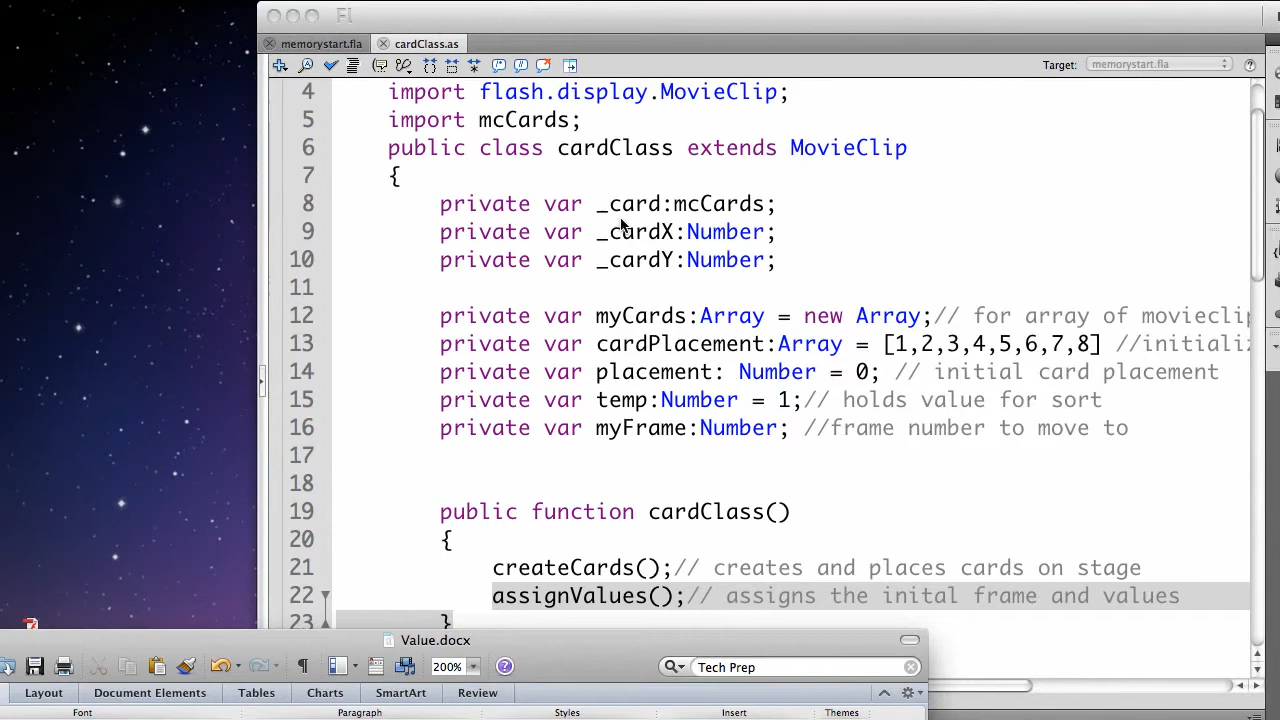 Fl
memorystart.fla cardClass.as
Target: memorystart.fla
4 import flash.display.MovieClip;
5 import mcCards;
6 public class cardClass extends MovieClip
7 {
8 private var _card:mcCards;
9 private var _cardX:Number;
10 private var _cardY:Number;
11
12 private var myCards:Array = new Array;// for array of movieclip
13 private var cardPlacement:Array = [1,2,3,4,5,6,7,8] //initializ
14 private var placement: Number = 0; // initial card placement
15 private var temp:Number = 1;// holds value for sort
16 private var myFrame:Number; //frame number to move to
17
18
19 public function cardClass()
20 {
21 createCards();// creates and places cards on stage
22 assignValues();// assigns the inital frame and values
23 }
Value.docx
200% Tech Prep
Layout Document Elements Tables Charts SmartArt Review
Font Paragraph Styles Insert Themes